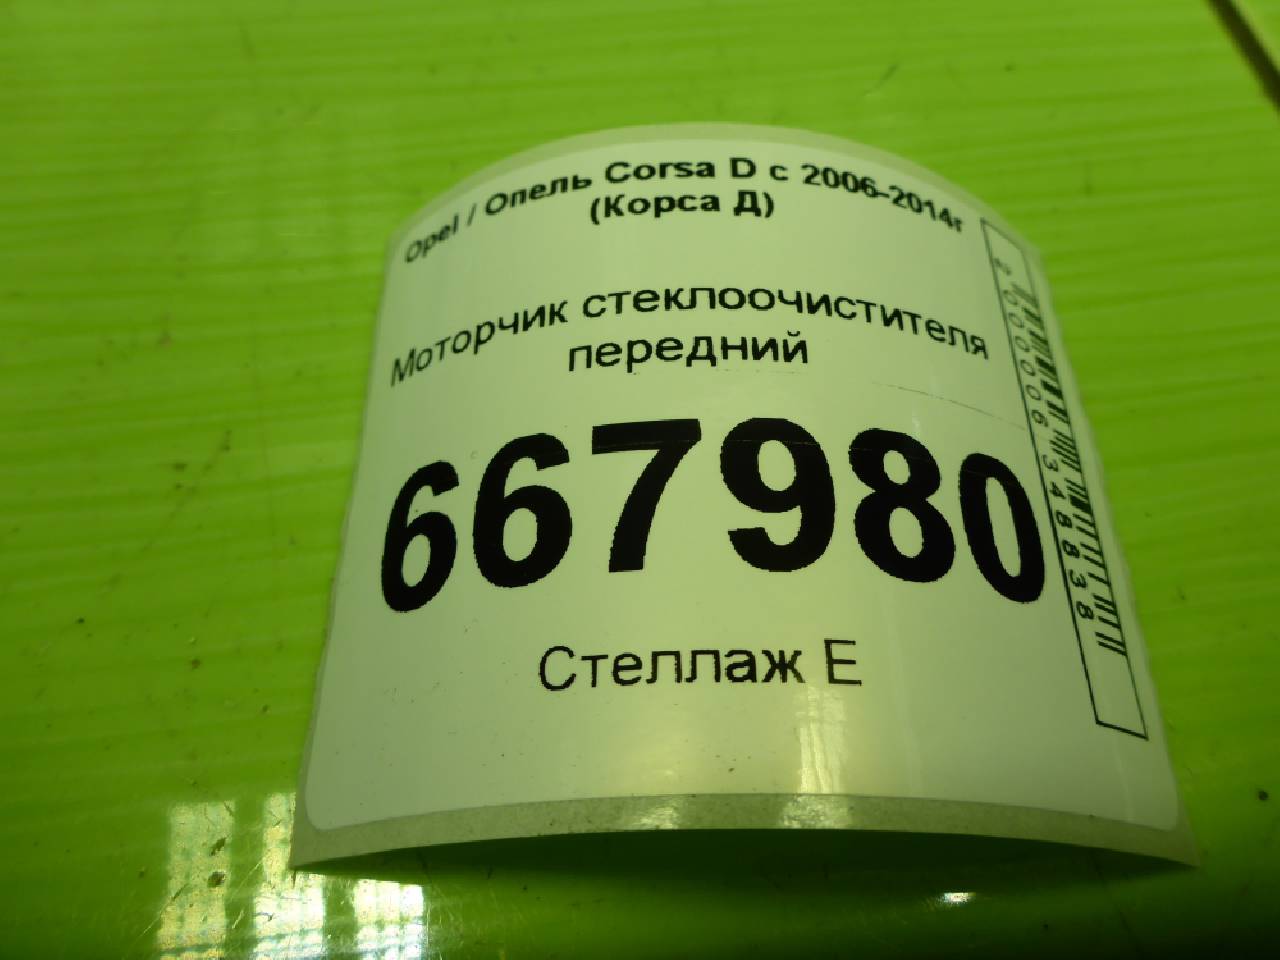 Opel / Опель Corsa D с 2006-2014г
(Корса Д)
Моторчик стеклоочистителя
передний
667980
Стеллаж Е
2000006348838